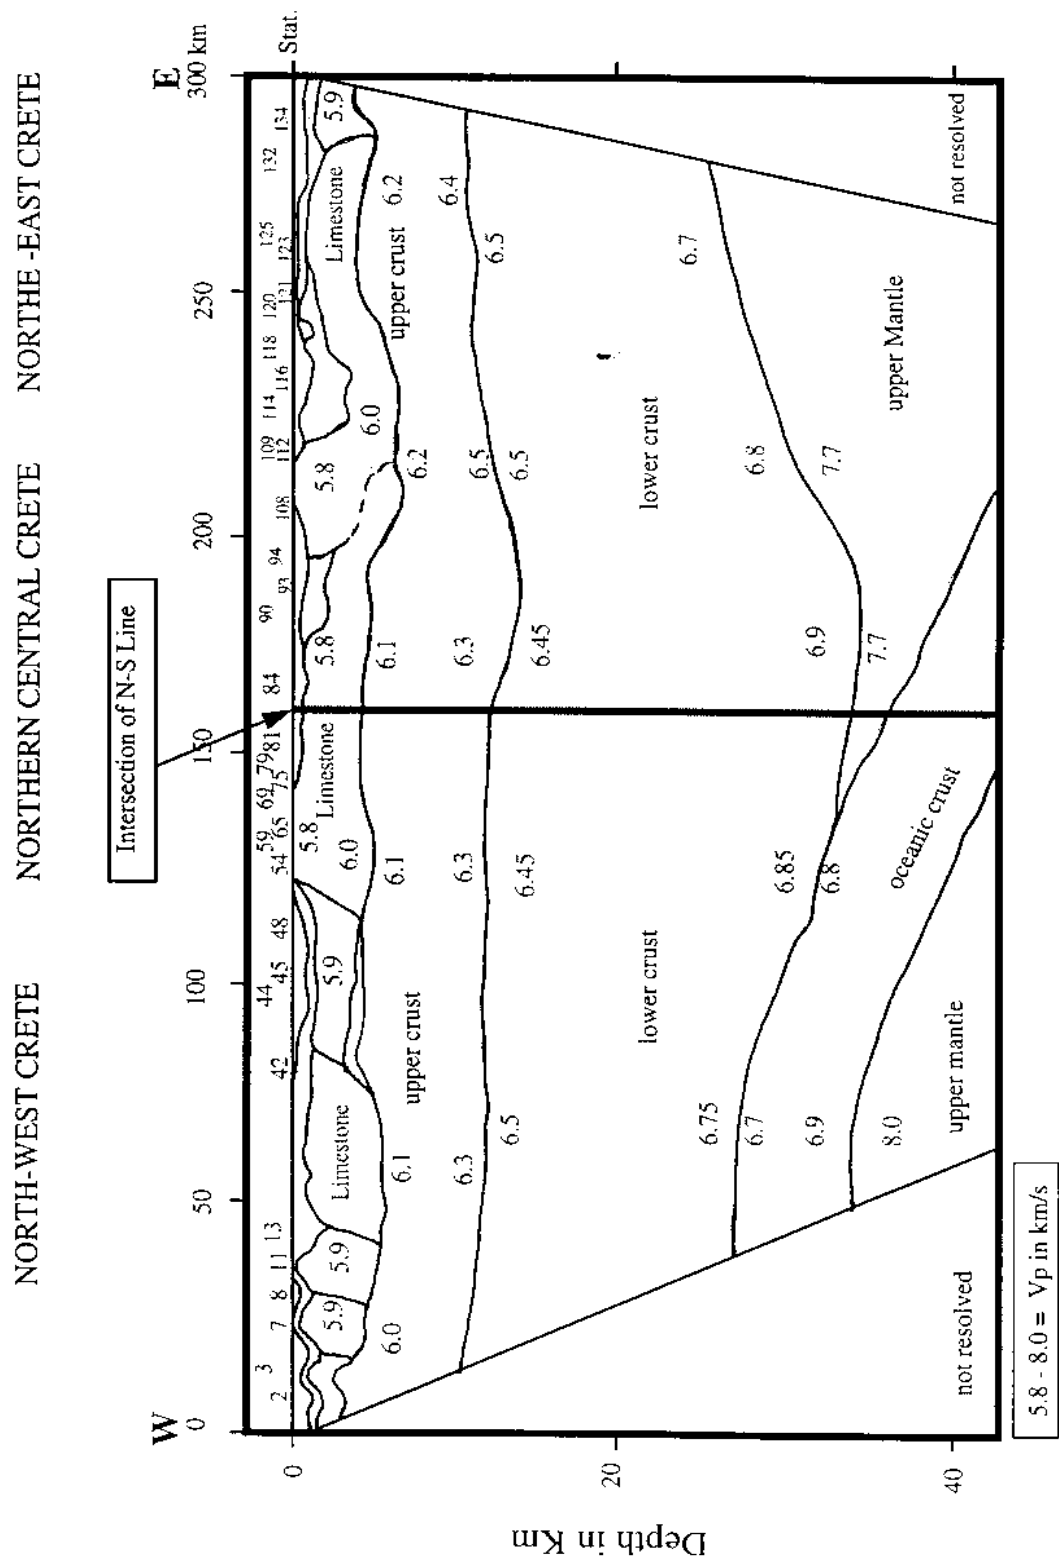 NORTH-WEST CRETE NORTHERN CENTRAL CRETE NORTHE -EAST CRETE
Intersection of N-S Line
W E
0 50 100 150 200 250 300 km
2 3 7 8 11 13 42 44 45 48 54 59 65 69 75 79 81 84 90 93 94 108 109 112 114 116 118 120 121 123 125 132 134 Stat.
0
20
40
Depth in Km
5.9 5.9 Limestone 5.9 5.8 Limestone 5.8 5.8 Limestone 5.9
6.0 6.0 6.0
6.1 6.1 6.1 6.2 6.2
upper crust upper crust
6.3 6.3 6.3 6.5 6.4
6.5 6.45 6.45 6.5 6.5
lower crust lower crust
6.75 6.85 6.9 6.8 6.7
6.7 6.8 7.7 7.7
6.9 oceanic crust upper Mantle
8.0
upper mantle
not resolved not resolved
5.8 - 8.0 = Vp in km/s